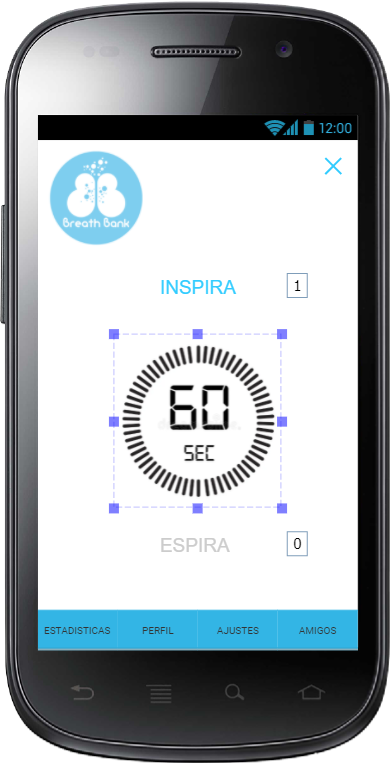 12:00
Breath Bank
INSPIRA 1
60
SEC
ESPIRA 0
ESTADISTICAS PERFIL AJUSTES AMIGOS